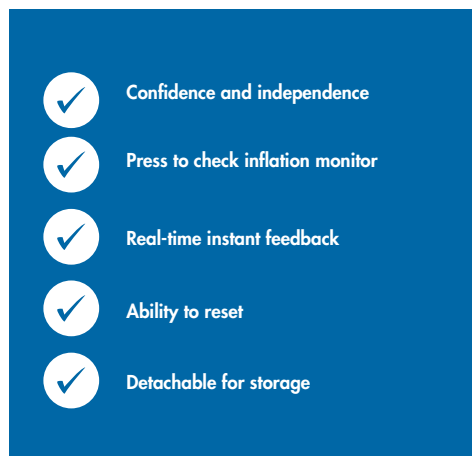 Confidence and independence
Press to check inflation monitor
Real-time instant feedback
Ability to reset
Detachable for storage